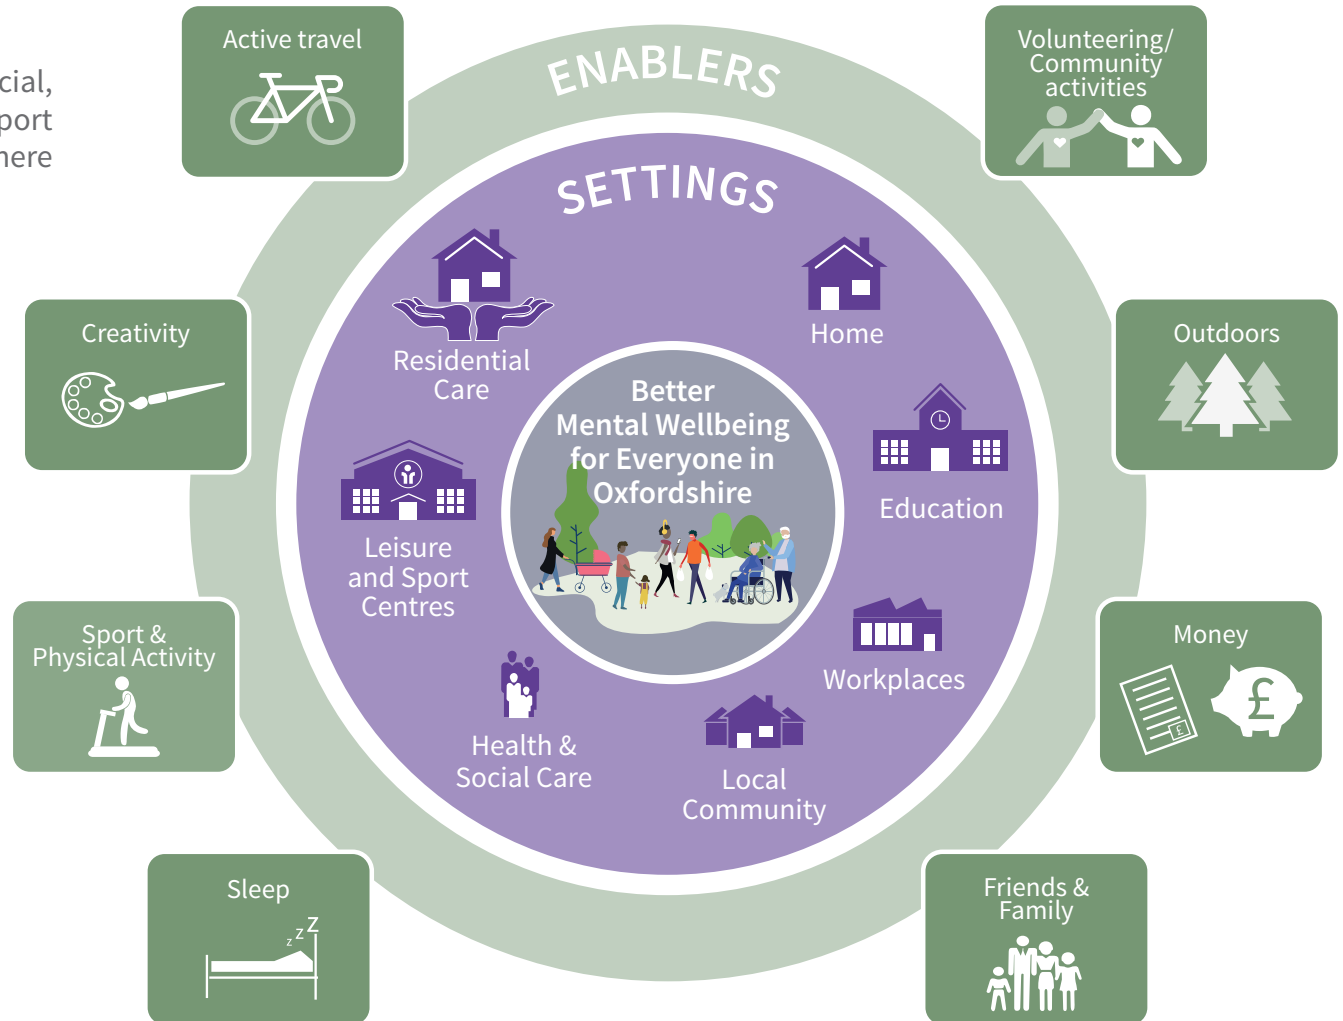 cial,
port
here
Active travel
Volunteering/
Community
activities
ENABLERS
SETTINGS
Residential
Care
Home
Creativity
Outdoors
Better
Mental Wellbeing
for Everyone in
Oxfordshire
Education
Leisure
and Sport
Centres
Sport &
Physical Activity
Money
£
£
Workplaces
Health &
Social Care
Local
Community
Sleep
z z Z
Friends &
Family